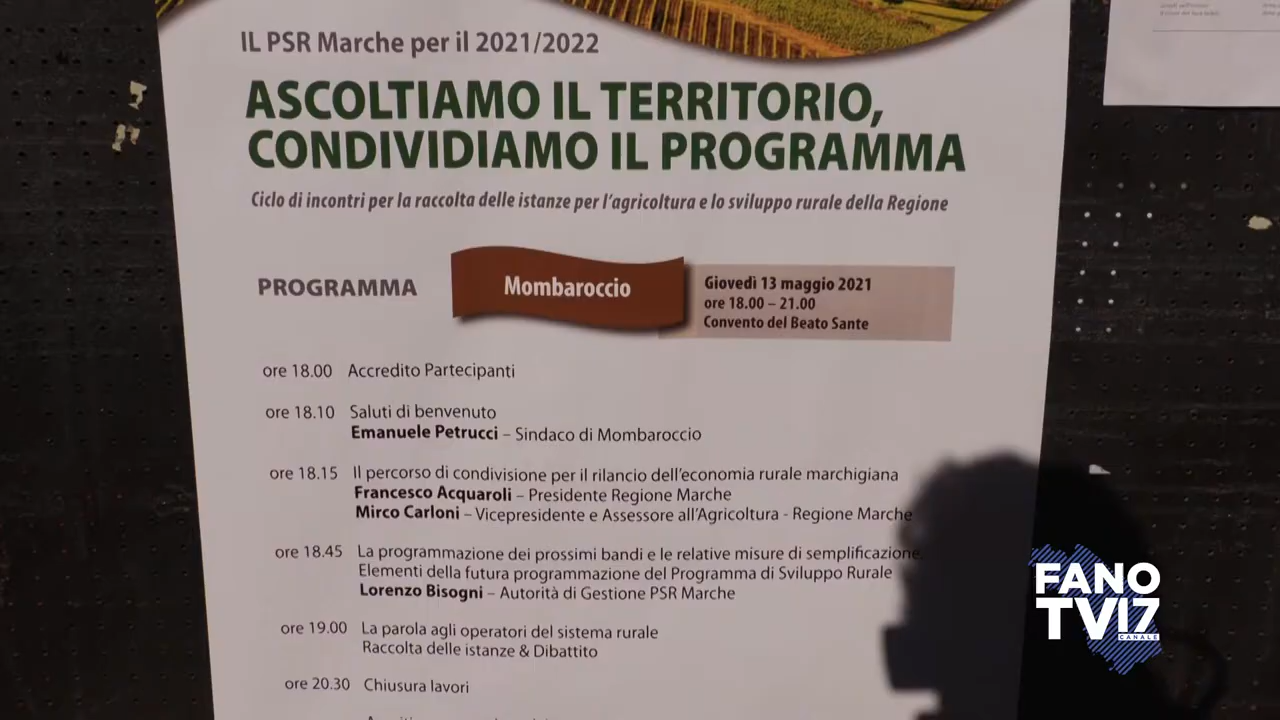 IL PSR Marche per il 2021/2022
ASCOLTIAMO IL TERRITORIO,
CONDIVIDIAMO IL PROGRAMMA
Ciclo di incontri per la raccolta delle istanze per l'agricoltura e lo sviluppo rurale della Regione
PROGRAMMA
Mombaroccio
Giovedì 13 maggio 2021
ore 18.00 – 21.00
Convento del Beato Sante
ore 18.00 Accredito Partecipanti
ore 18.10 Saluti di benvenuto
Emanuele Petrucci – Sindaco di Mombaroccio
ore 18.15 Il percorso di condivisione per il rilancio dell'economia rurale marchigiana
Francesco Acquaroli – Presidente Regione Marche
Mirco Carloni – Vicepresidente e Assessore all'Agricoltura - Regione Marche
ore 18.45 La programmazione dei prossimi bandi e le relative misure di semplificazione.
Elementi della futura programmazione del Programma di Sviluppo Rurale
Lorenzo Bisogni – Autorità di Gestione PSR Marche
ore 19.00 La parola agli operatori del sistema rurale
Raccolta delle istanze & Dibattito
ore 20.30 Chiusura lavori
FANO
TV17
CANALE